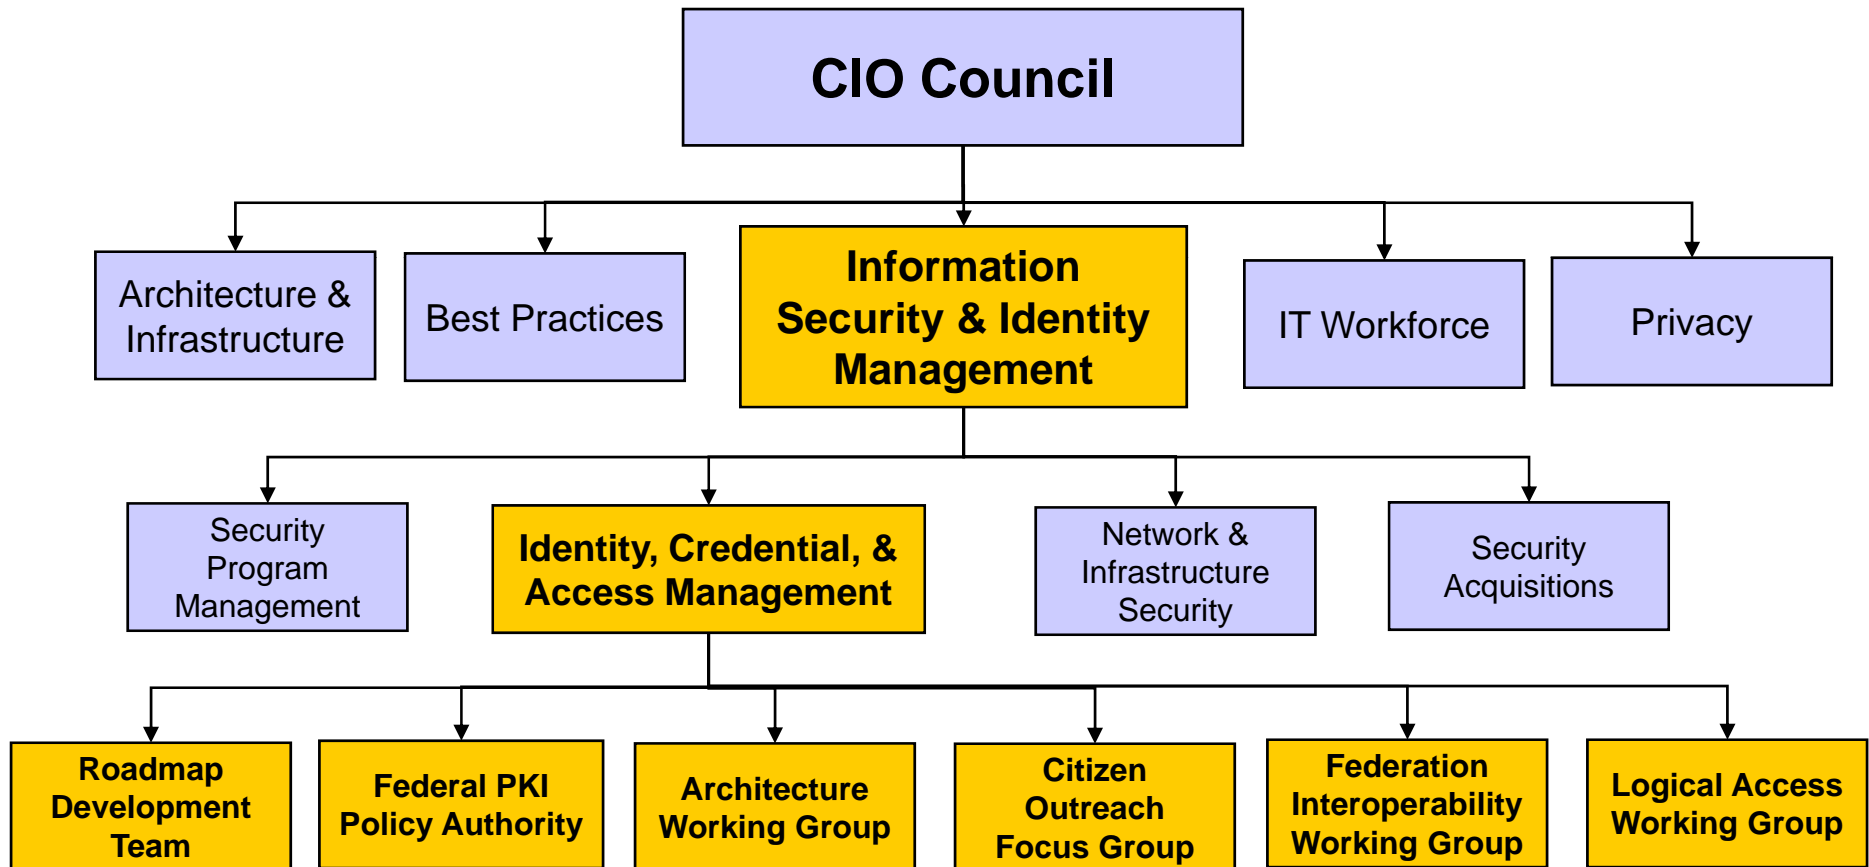 CIO Council
Architecture &
Infrastructure
Best Practices
Information
Security & Identity
Management
IT Workforce
Privacy
Security
Program
Management
Identity, Credential, &
Access Management
Network &
Infrastructure
Security
Security
Acquisitions
Roadmap
Development
Team
Federal PKI
Policy Authority
Architecture
Working Group
Citizen
Outreach
Focus Group
Federation
Interoperability
Working Group
Logical Access
Working Group